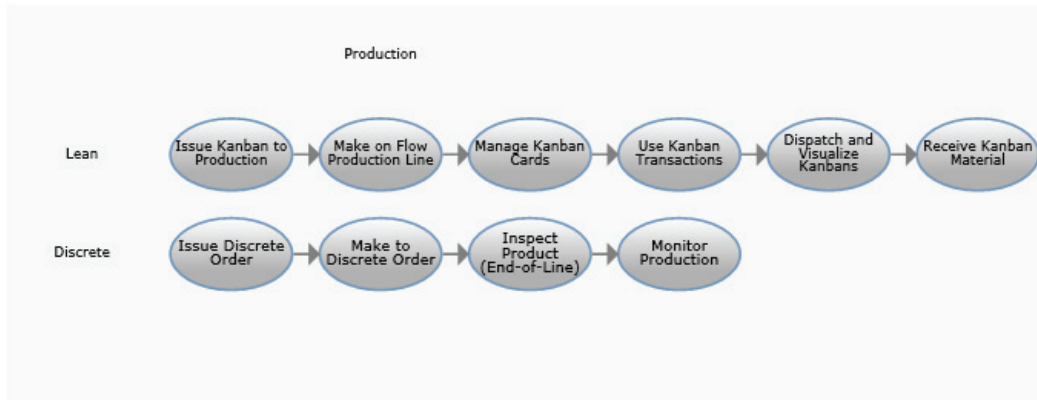 Production
Lean
Issue Kanban to
Production
Make on Flow
Production Line
Manage Kanban
Cards
Use Kanban
Transactions
Dispatch and
Visualize
Kanbans
Receive Kanban
Material
Discrete
Issue Discrete
Order
Make to
Discrete Order
Inspect
Product
(End-of-Line)
Monitor
Production